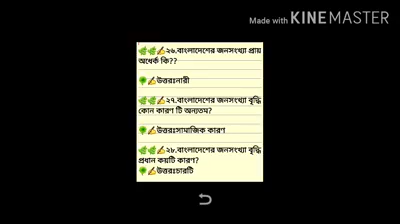 Made with KINEMASTER
২৬.বাংলাদেশের জনসংখ্যা প্রায়
অধের্ক কি??
উত্তরঃনারী
২৭.বাংলাদেশের জনসংখ্যা বৃদ্ধি
কোন কারণ টি অন্যতম?
উত্তরঃসামাজিক কারণ
২৮.বাংলাদেশের জনসংখ্যা বৃদ্ধি
প্রধান কয়টি কারণ?
উত্তরঃচারটি